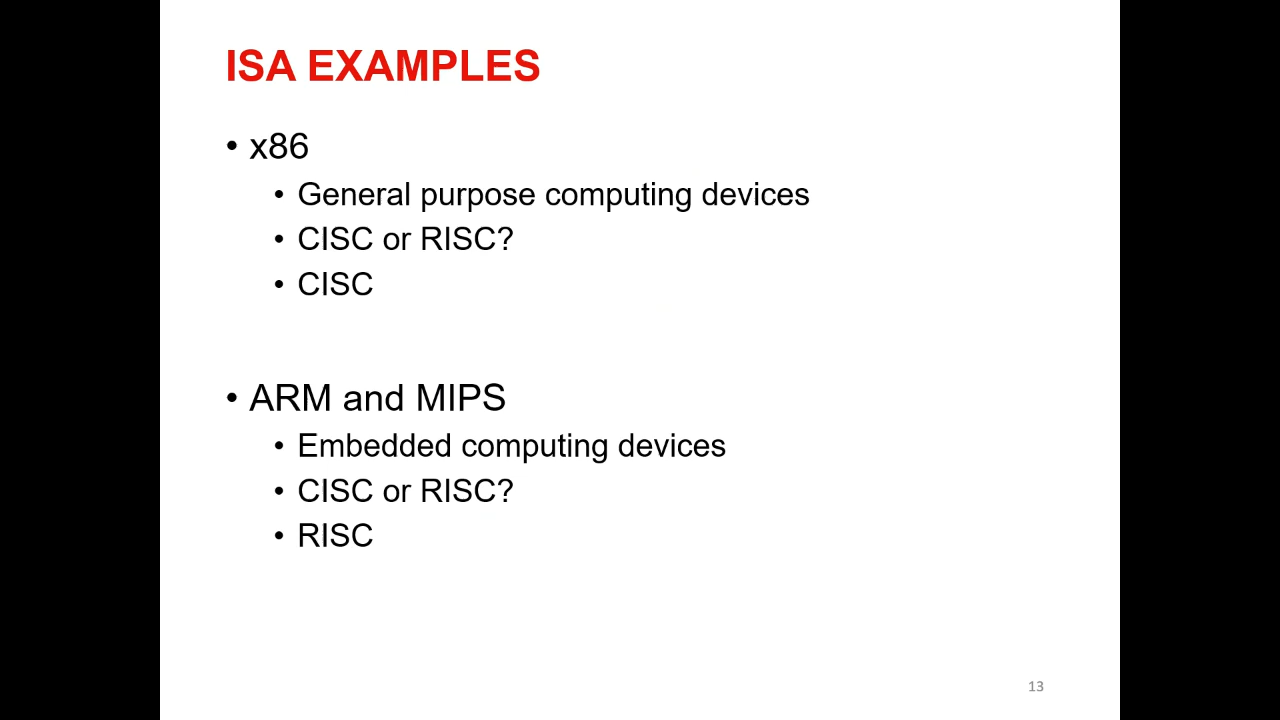 ISA EXAMPLES
• x86
• General purpose computing devices
• CISC or RISC?
• CISC
• ARM and MIPS
• Embedded computing devices
• CISC or RISC?
• RISC
13